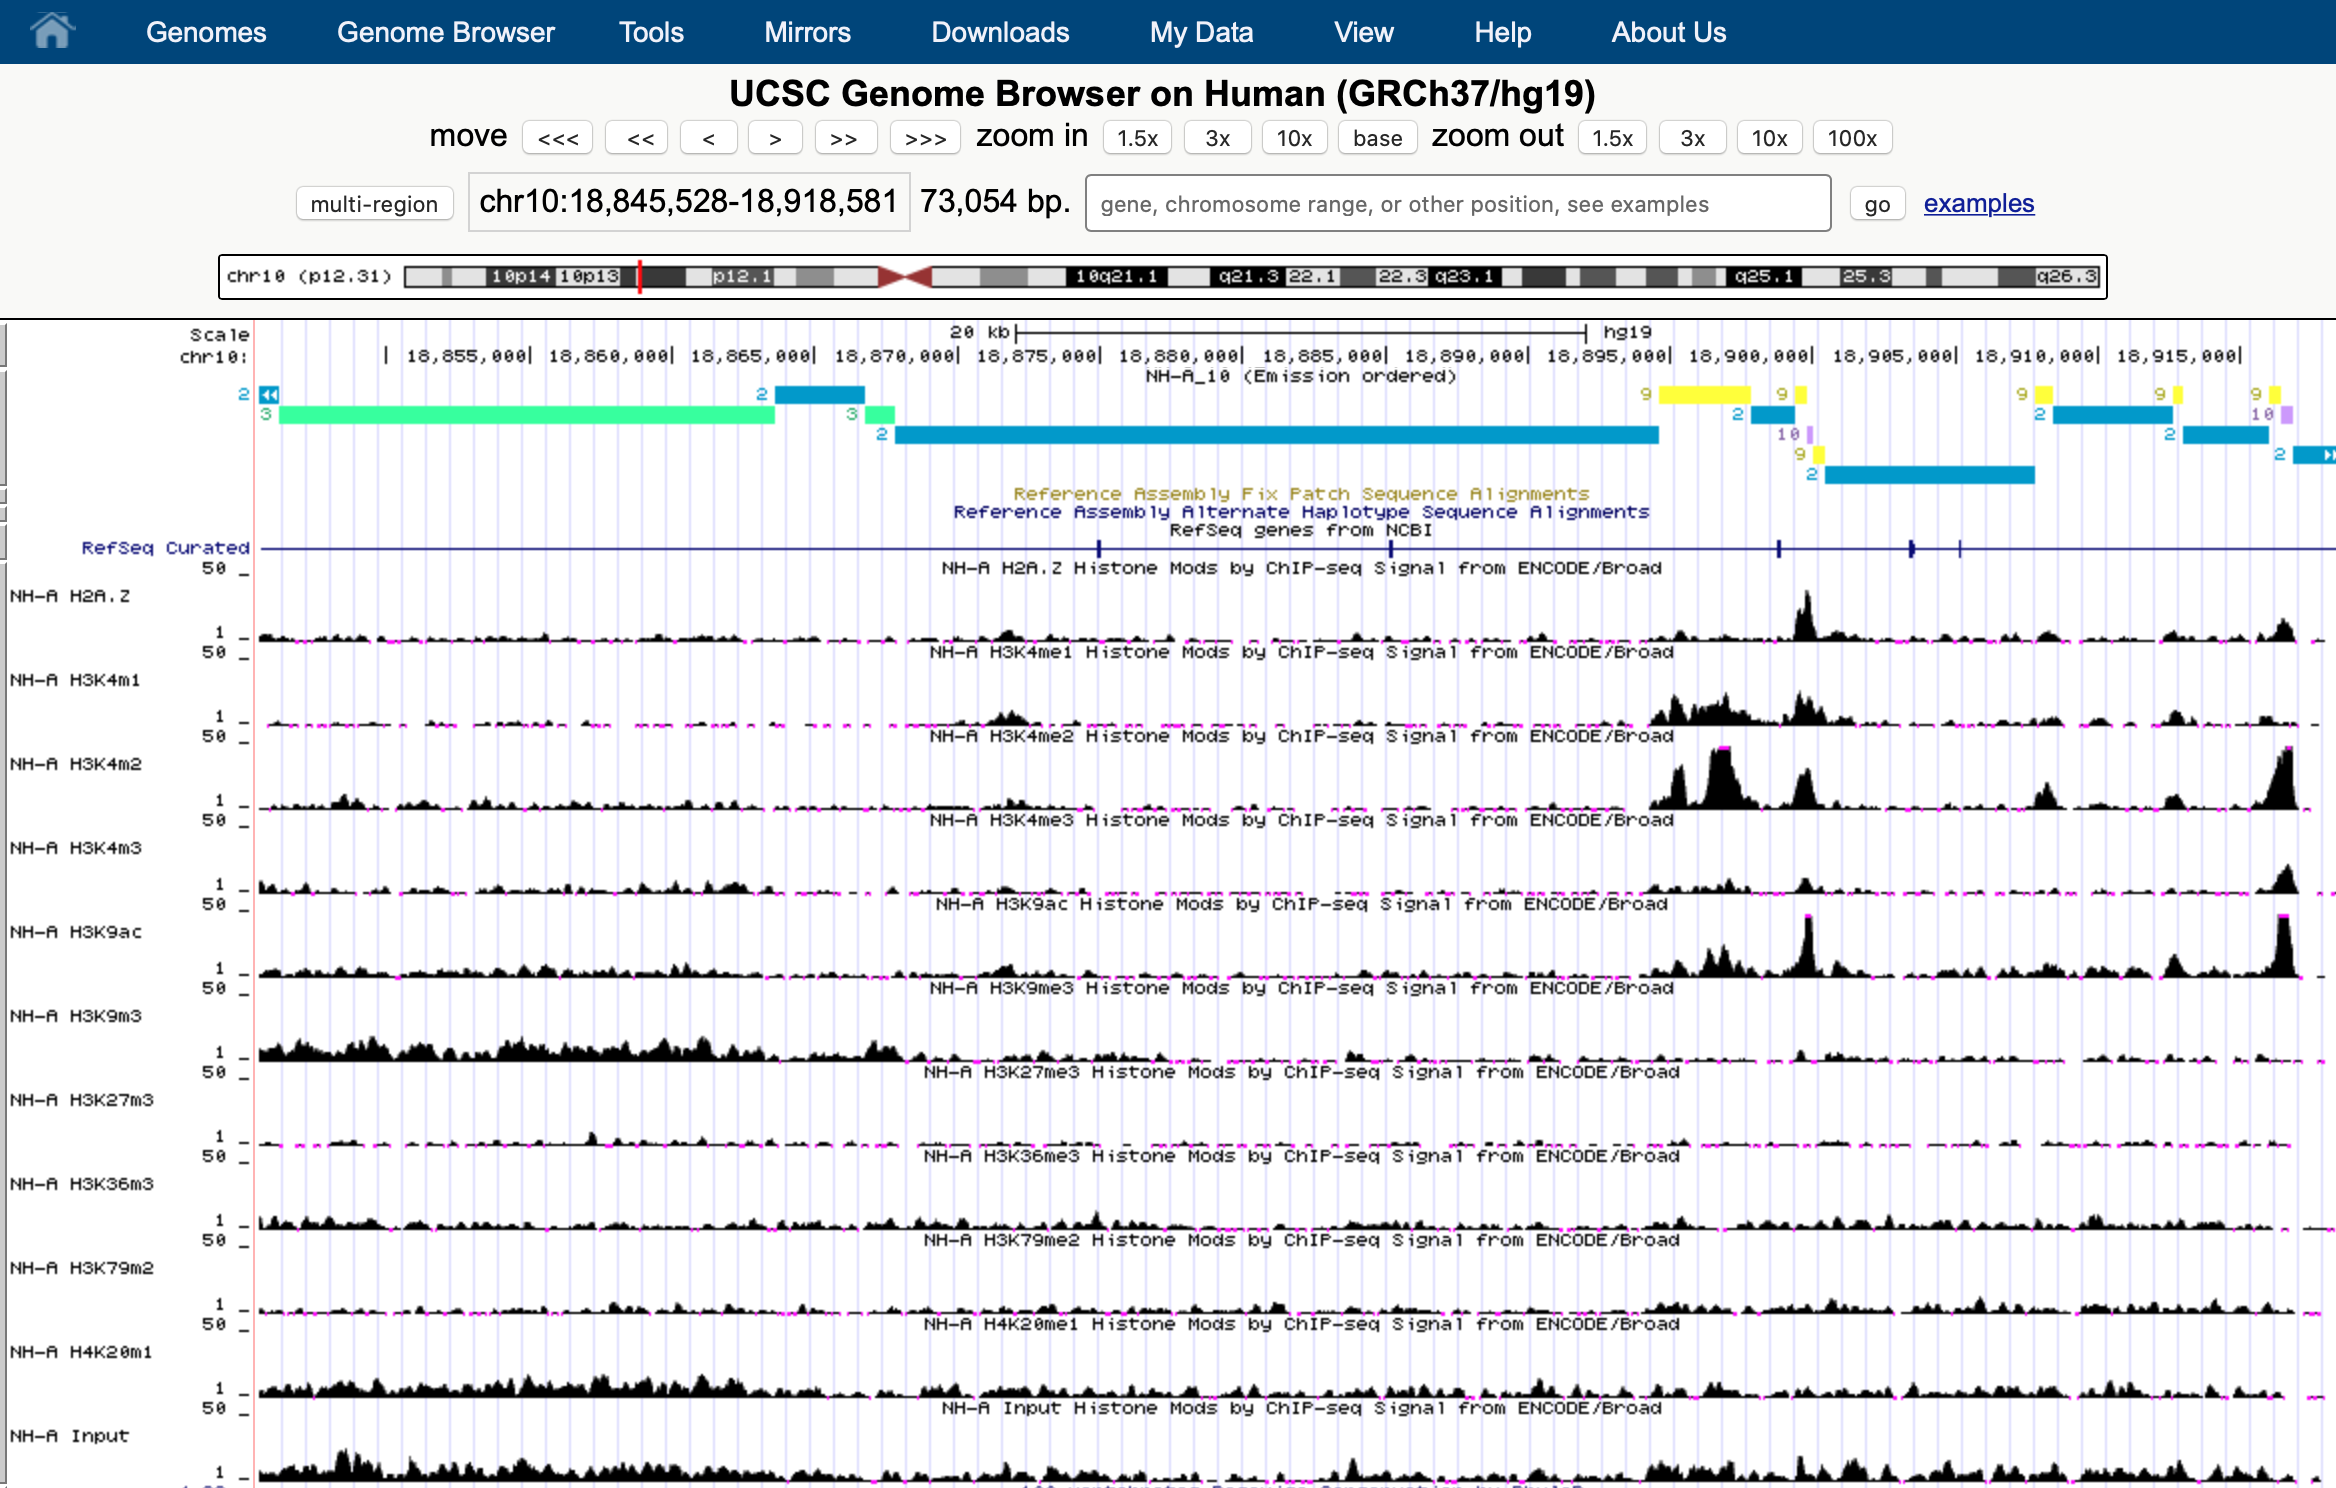 Genomes Genome Browser Tools Mirrors Downloads My Data View Help About Us
UCSC Genome Browser on Human (GRCh37/hg19)
move <<< << < > >> >>> zoom in 1.5x 3x 10x base zoom out 1.5x 3x 10x 100x
multi-region chr10:18,845,528-18,918,581 73,054 bp. gene, chromosome range, or other position, see examples go examples
chr10 (p12.31) 10p14 10p13 p12.1 10q21.1 q21.3 22.1 22.3 q23.1 q25.1 25.3 q26.3
Scale 20 kb hg19
chr10: 18,855,000 18,860,000 18,865,000 18,870,000 18,875,000 18,880,000 18,885,000 18,890,000 18,895,000 18,900,000 18,905,000 18,910,000 18,915,000
NH-A_10 (Emission ordered)
2 2 9 9 9 9 9
3 3 2 2 10
2 10 2
9 2
2
Reference Assembly Fix Patch Sequence Alignments
Reference Assembly Alternate Haplotype Sequence Alignments
RefSeq genes from NCBI
RefSeq Curated
50 NH-A H2A.Z Histone Mods by ChIP-seq Signal from ENCODE/Broad
NH-A H2A.Z
1
50 NH-A H3K4me1 Histone Mods by ChIP-seq Signal from ENCODE/Broad
NH-A H3K4m1
1
50 NH-A H3K4me2 Histone Mods by ChIP-seq Signal from ENCODE/Broad
NH-A H3K4m2
1
50 NH-A H3K4me3 Histone Mods by ChIP-seq Signal from ENCODE/Broad
NH-A H3K4m3
1
50 NH-A H3K9ac Histone Mods by ChIP-seq Signal from ENCODE/Broad
NH-A H3K9ac
1
50 NH-A H3K9me3 Histone Mods by ChIP-seq Signal from ENCODE/Broad
NH-A H3K9m3
1
50 NH-A H3K27me3 Histone Mods by ChIP-seq Signal from ENCODE/Broad
NH-A H3K27m3
1
50 NH-A H3K36me3 Histone Mods by ChIP-seq Signal from ENCODE/Broad
NH-A H3K36m3
1
50 NH-A H3K79me2 Histone Mods by ChIP-seq Signal from ENCODE/Broad
NH-A H3K79m2
1
50 NH-A H4K20me1 Histone Mods by ChIP-seq Signal from ENCODE/Broad
NH-A H4K20m1
1
50 NH-A Input Histone Mods by ChIP-seq Signal from ENCODE/Broad
NH-A Input
1